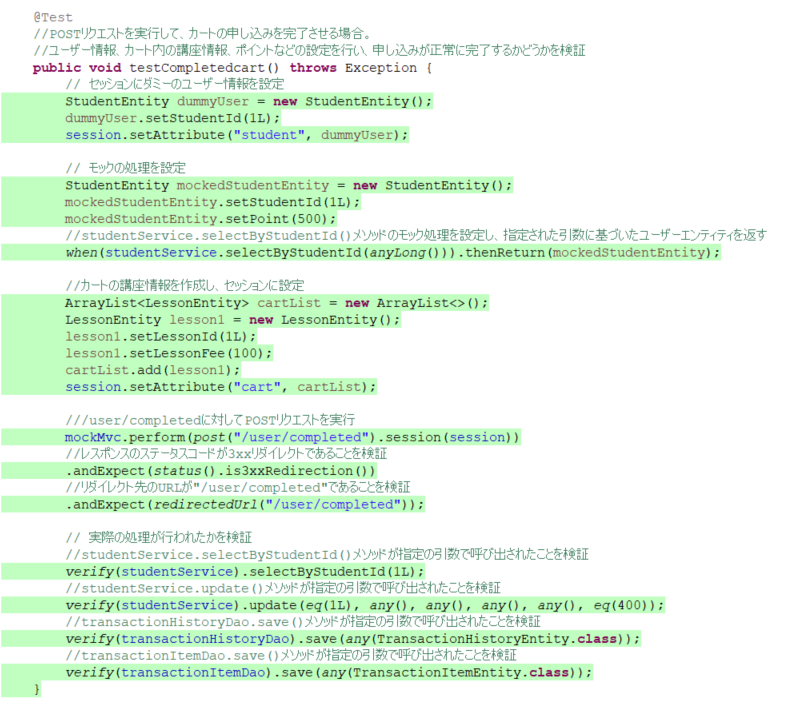 @Test
//POSTリクエストを実行して、カートの申し込みを完了させる場合。
//ユーザー情報、カート内の講座情報、ポイントなどの設定を行い、申し込みが正常に完了するかどうかを検証
public void testCompletedcart() throws Exception {
// セッションにダミーのユーザー情報を設定
StudentEntity dummyUser = new StudentEntity();
dummyUser.setStudentId(1L);
session.setAttribute("student", dummyUser);
// モックの処理を設定
StudentEntity mockedStudentEntity = new StudentEntity();
mockedStudentEntity.setStudentId(1L);
mockedStudentEntity.setPoint(500);
//studentService.selectByStudentId()メソッドのモック処理を設定し、指定された引数に基づいたユーザーエンティティを返す
when(studentService.selectByStudentId(anyLong())).thenReturn(mockedStudentEntity);
//カートの講座情報を作成し、セッションに設定
ArrayList<LessonEntity> cartList = new ArrayList<>();
LessonEntity lesson1 = new LessonEntity();
lesson1.setLessonId(1L);
lesson1.setLessonFee(100);
cartList.add(lesson1);
session.setAttribute("cart", cartList);
///user/completedに対してPOSTリクエストを実行
mockMvc.perform(post("/user/completed").session(session))
//レスポンスのステータスコードが3xxリダイレクトであることを検証
.andExpect(status().is3xxRedirection())
//リダイレクト先のURLが"/user/completed"であることを検証
.andExpect(redirectedUrl("/user/completed"));
// 実際の処理が行われたかを検証
//studentService.selectByStudentId()メソッドが指定の引数で呼び出されたことを検証
verify(studentService).selectByStudentId(1L);
//studentService.update()メソッドが指定の引数で呼び出されたことを検証
verify(studentService).update(eq(1L), any(), any(), any(), any(), eq(400));
//transactionHistoryDao.save()メソッドが指定の引数で呼び出されたことを検証
verify(transactionHistoryDao).save(any(TransactionHistoryEntity.class));
//transactionItemDao.save()メソッドが指定の引数で呼び出されたことを検証
verify(transactionItemDao).save(any(TransactionItemEntity.class));
}